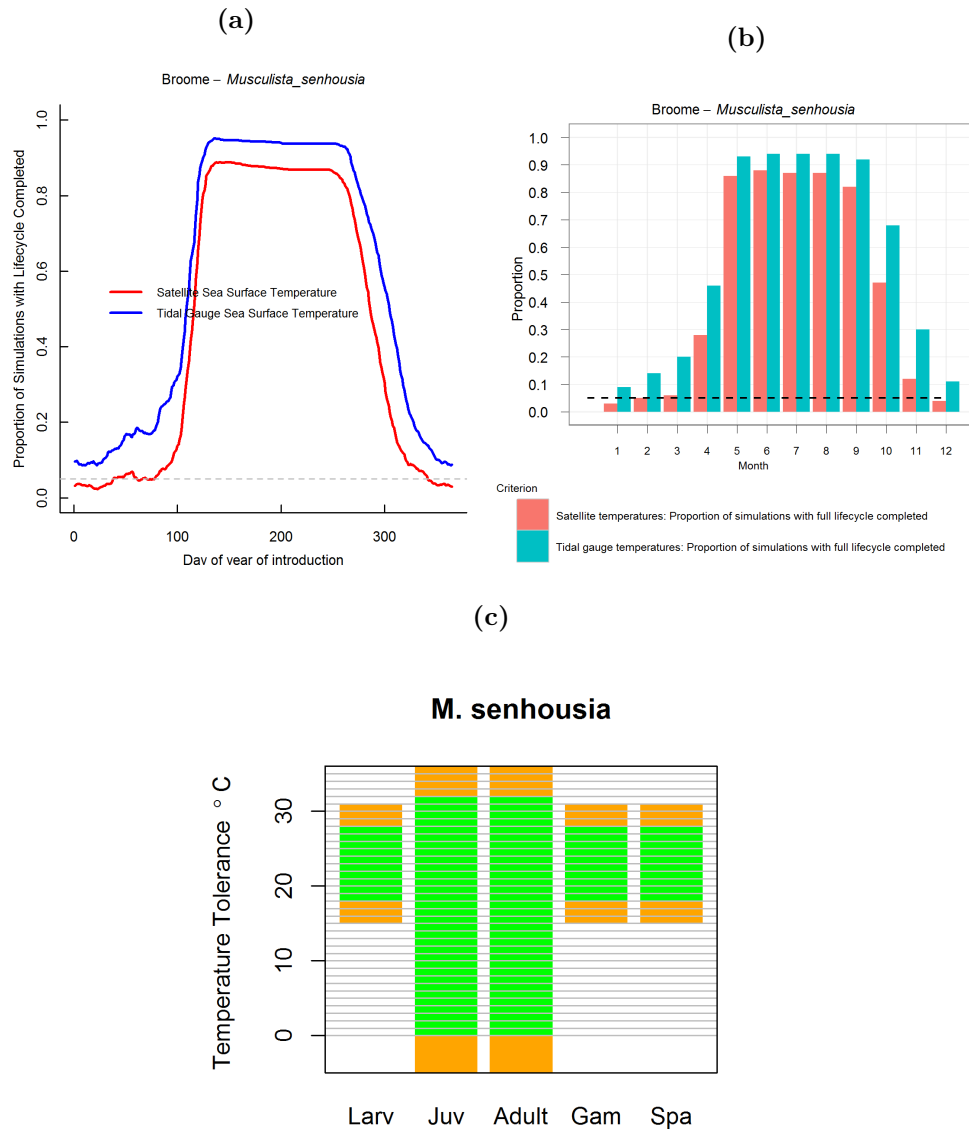 (a)
Broome – Musculista_senhousia
Proportion of Simulations with Lifecycle Completed
1.0
0.8
0.6
0.4
0.2
0.0
Satellite Sea Surface Temperature
Tidal Gauge Sea Surface Temperature
0 100 200 300
Day of year of introduction
(b)
Broome – Musculista_senhousia
Proportion
1.0
0.9
0.8
0.7
0.6
0.5
0.4
0.3
0.2
0.1
0.0
1 2 3 4 5 6 7 8 9 10 11 12
Month
Criterion
Satellite temperatures: Proportion of simulations with full lifecycle completed
Tidal gauge temperatures: Proportion of simulations with full lifecycle completed
(c)
M. senhousia
Temperature Tolerance ° C
30
20
10
0
Larv Juv Adult Gam Spa